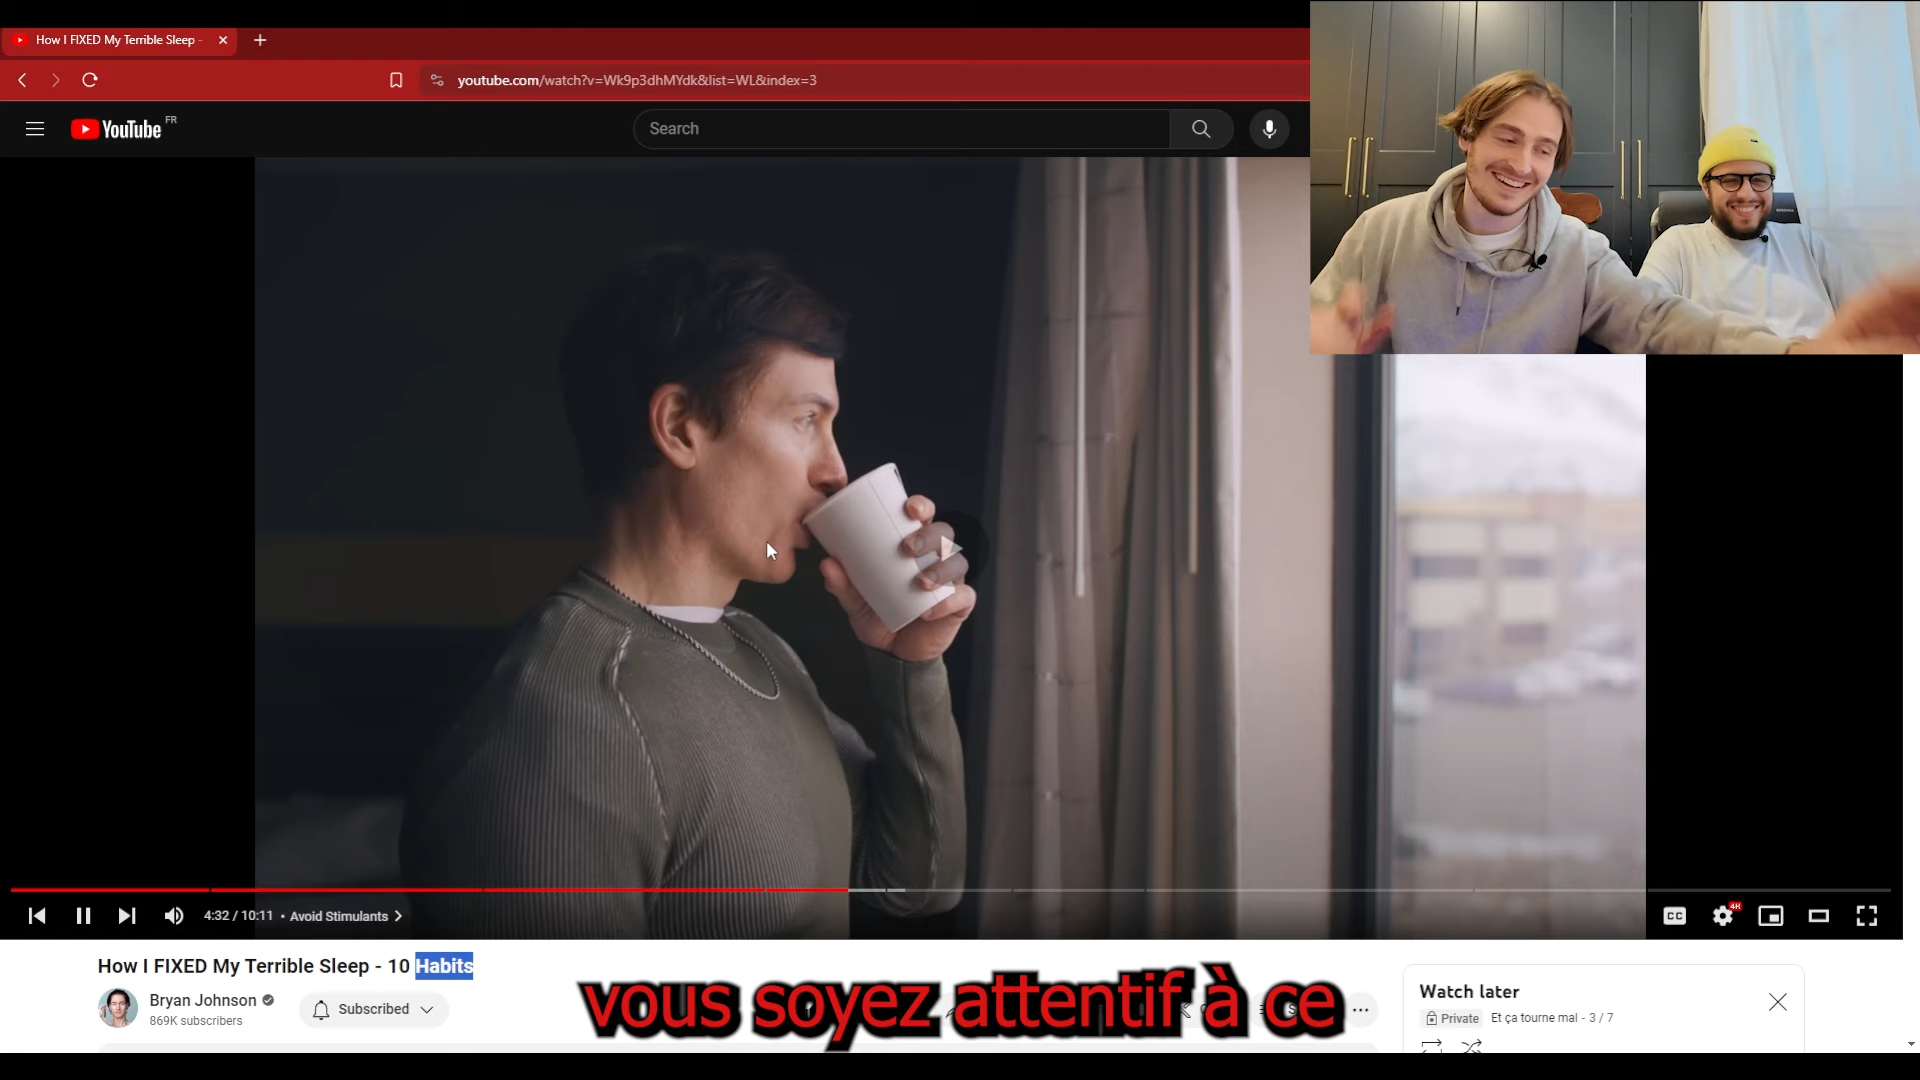 How I FIXED My Terrible Sleep -
youtube.com/watch?v=Wk9p3dhMYdk&list=WL&index=3
YouTube FR
Search
4:32 / 10:11 • Avoid Stimulants
CC
4K
How I FIXED My Terrible Sleep - 10 Habits
Bryan Johnson
869K subscribers
Subscribed
vous soyez attentif à ce
Watch later
Private
Et ça tourne mal - 3 / 7